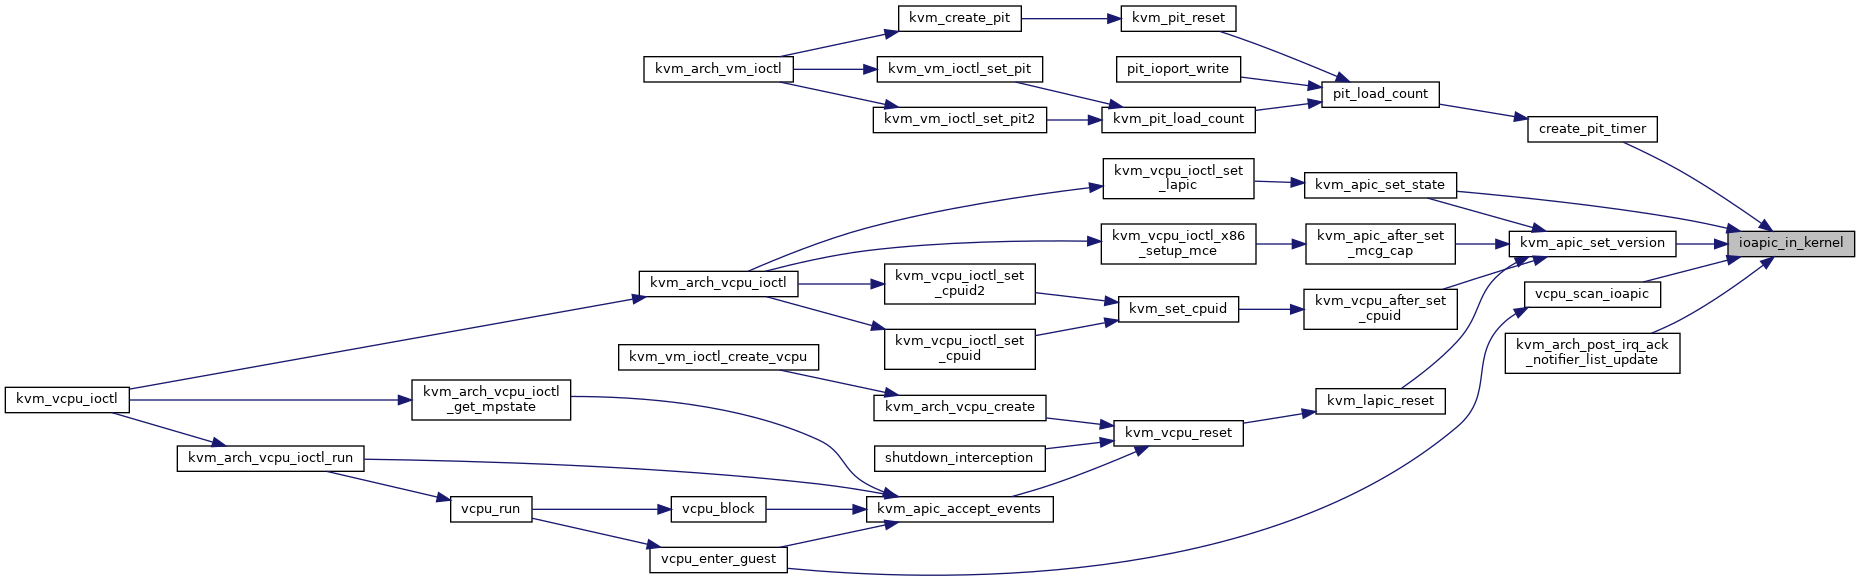 kvm_create_pit
kvm_pit_reset
kvm_arch_vm_ioctl
kvm_vm_ioctl_set_pit
pit_ioport_write
pit_load_count
kvm_vm_ioctl_set_pit2
kvm_pit_load_count
create_pit_timer
kvm_vcpu_ioctl_set
_lapic
kvm_apic_set_state
kvm_vcpu_ioctl_x86
_setup_mce
kvm_apic_after_set
_mcg_cap
kvm_apic_set_version
ioapic_in_kernel
kvm_arch_vcpu_ioctl
kvm_vcpu_ioctl_set
_cpuid2
kvm_set_cpuid
kvm_vcpu_after_set
_cpuid
vcpu_scan_ioapic
kvm_vcpu_ioctl_set
_cpuid
kvm_arch_post_irq_ack
_notifier_list_update
kvm_vm_ioctl_create_vcpu
kvm_vcpu_ioctl
kvm_arch_vcpu_ioctl
_get_mpstate
kvm_arch_vcpu_create
kvm_lapic_reset
kvm_vcpu_reset
kvm_arch_vcpu_ioctl_run
shutdown_interception
vcpu_run
vcpu_block
kvm_apic_accept_events
vcpu_enter_guest